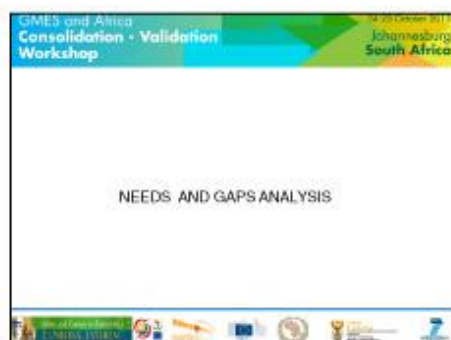 GMES and Africa
Consolidation - Validation
Workshop
Johannesburg
South Africa
NEEDS AND GAPS ANALYSIS